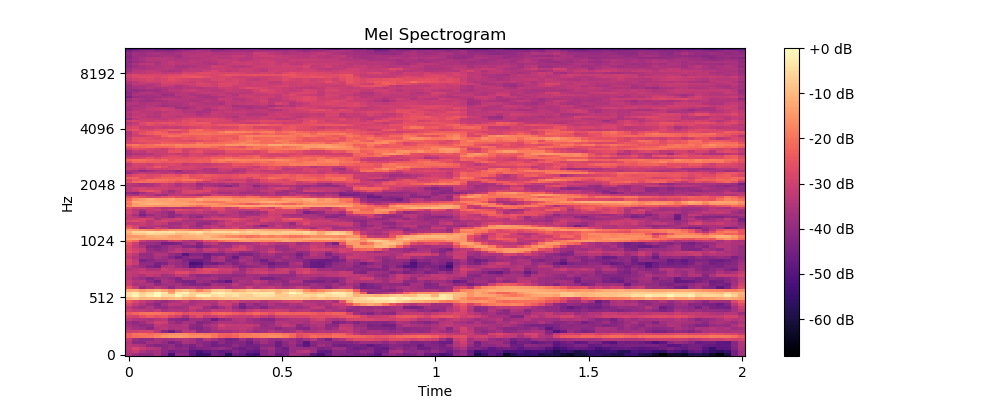 Mel Spectrogram
Hz
8192
4096
2048
1024
512
0
0 0.5 1 1.5 2
Time
+0 dB
-10 dB
-20 dB
-30 dB
-40 dB
-50 dB
-60 dB